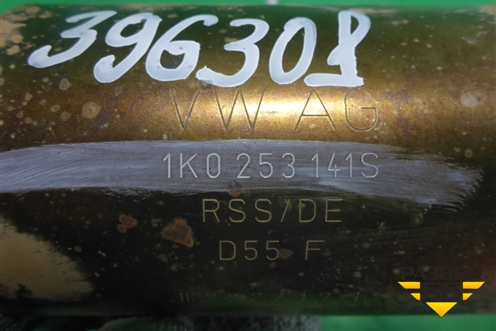 396308
VW AG
1K0 253 141S
RSS/DE
D55 F